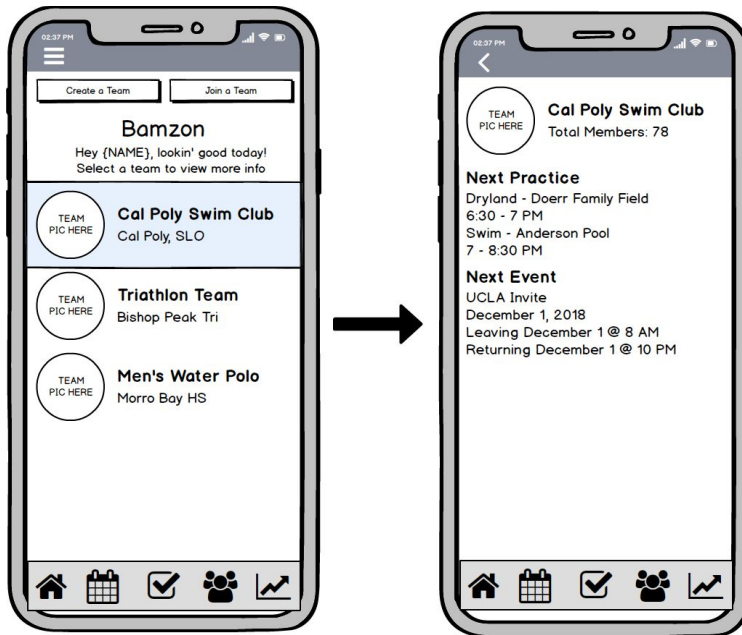 02:37 PM
Create a Team
Join a Team
Bamzon
Hey {NAME}, lookin' good today!
Select a team to view more info
TEAM
PIC HERE
Cal Poly Swim Club
Cal Poly, SLO
TEAM
PIC HERE
Triathlon Team
Bishop Peak Tri
TEAM
PIC HERE
Men's Water Polo
Morro Bay HS
02:37 PM
TEAM
PIC HERE
Cal Poly Swim Club
Total Members: 78
Next Practice
Dryland - Doerr Family Field
6:30 - 7 PM
Swim - Anderson Pool
7 - 8:30 PM
Next Event
UCLA Invite
December 1, 2018
Leaving December 1 @ 8 AM
Returning December 1 @ 10 PM